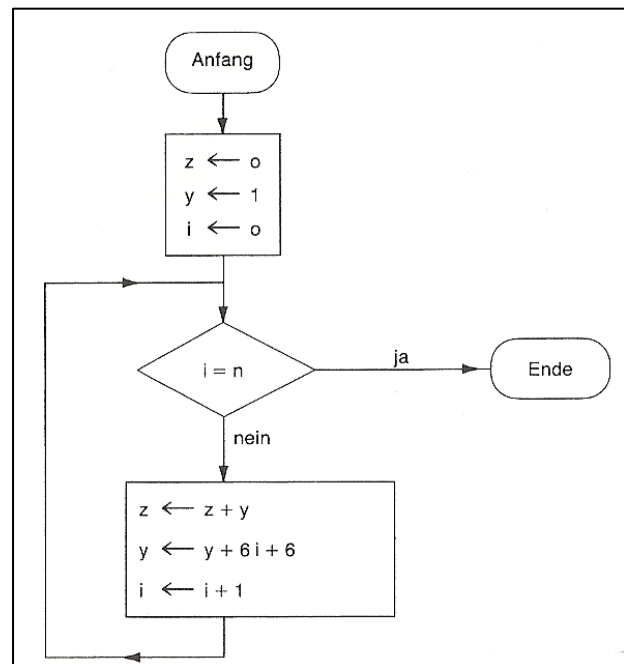 Anfang
z ← o
y ← 1
i ← o
i = n
ja
Ende
nein
z ← z + y
y ← y + 6 i + 6
i ← i + 1